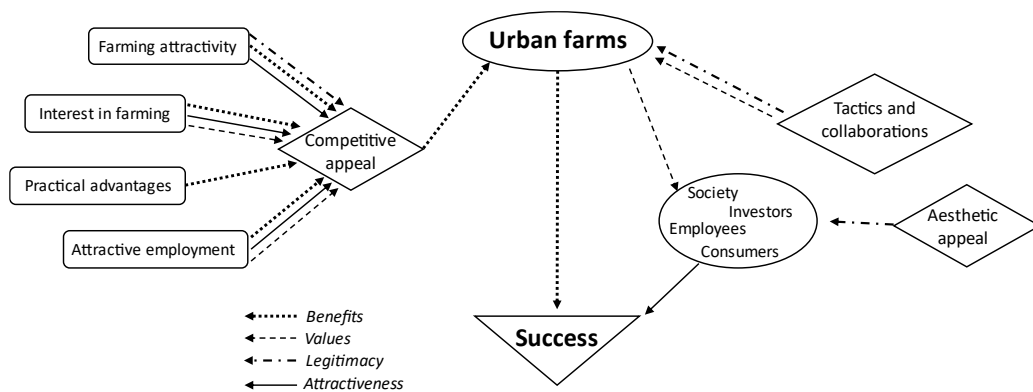 Farming attractivity
Interest in farming
Practical advantages
Attractive employment
Competitive
appeal
Urban farms
Tactics and
collaborations
Society
Investors
Employees
Consumers
Aesthetic
appeal
Success
Benefits
Values
Legitimacy
Attractiveness